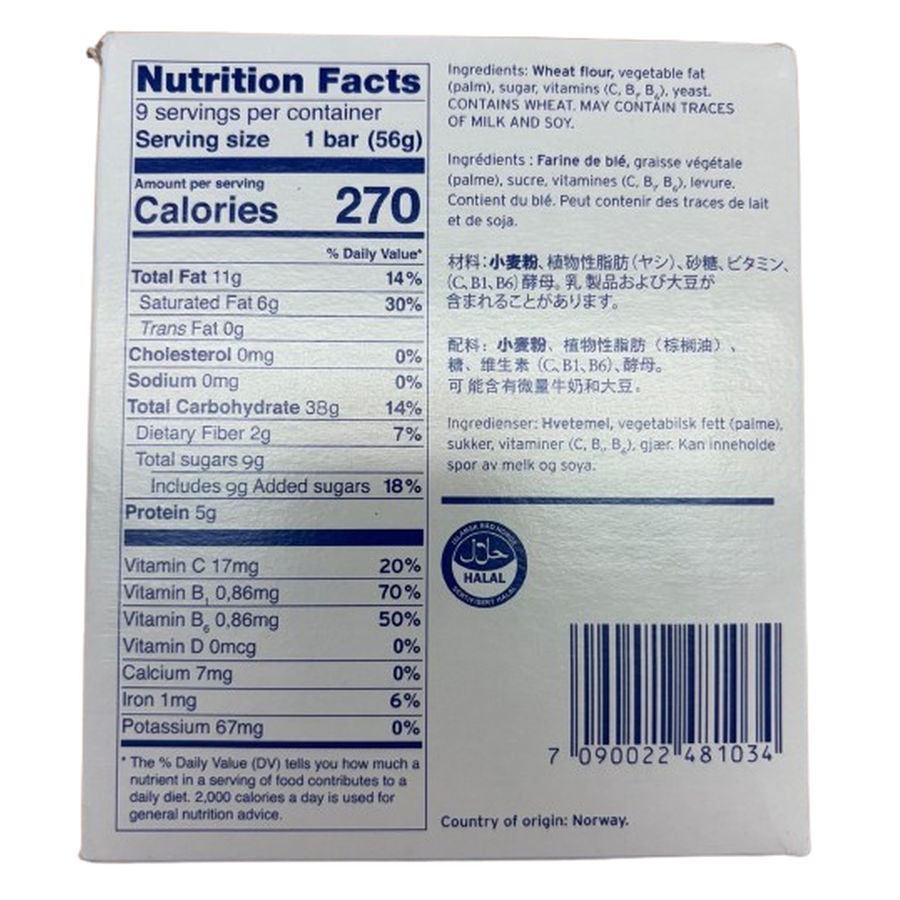 Nutrition Facts
9 servings per container
Serving size 1 bar (56g)
Amount per serving
Calories 270
% Daily Value*
Total Fat 11g 14%
Saturated Fat 6g 30%
Trans Fat 0g
Cholesterol 0mg 0%
Sodium 0mg 0%
Total Carbohydrate 38g 14%
Dietary Fiber 2g 7%
Total sugars 9g
Includes 9g Added sugars 18%
Protein 5g
Vitamin C 17mg 20%
Vitamin B₁ 0,86mg 70%
Vitamin B₆ 0,86mg 50%
Vitamin D 0mcg 0%
Calcium 7mg 0%
Iron 1mg 6%
Potassium 67mg 0%
* The % Daily Value (DV) tells you how much a
nutrient in a serving of food contributes to a
daily diet. 2,000 calories a day is used for
general nutrition advice.
Ingredients: Wheat flour, vegetable fat
(palm), sugar, vitamins (C, B₁, B₆), yeast.
CONTAINS WHEAT. MAY CONTAIN TRACES
OF MILK AND SOY.
Ingrédients : Farine de blé, graisse végétale
(palme), sucre, vitamines (C, B₁, B₆), levure.
Contient du blé. Peut contenir des traces de lait
et de soja.
材料：小麦粉、植物性脂肪（ヤシ）、砂糖、ビタミン、
(C, B1, B6) 酵母。乳 製品および大豆が
含まれることがあります。
配料：小麦粉、植物性脂肪（棕榈油）、
糖、维生素 (C, B1, B6)、酵母。
可能含有微量牛奶和大豆。
Ingredienser: Hvetemel, vegetabilsk fett (palme),
sukker, vitaminer (C, B₁, B₆), gjær. Kan inneholde
spor av melk og soya.
ISLAMSK RÅD NORGE
حلال
HALAL
SERTIFISERT HALAL
7 090022 481034
Country of origin: Norway.